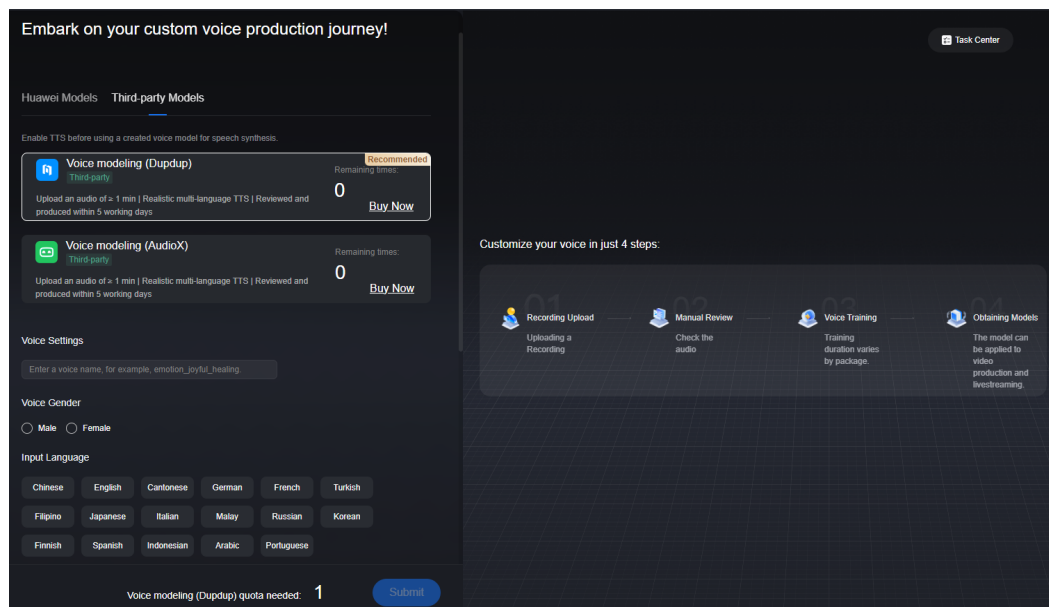 Embark on your custom voice production journey!
Task Center
Huawei Models Third-party Models
Enable TTS before using a created voice model for speech synthesis.
Recommended
Voice modeling (Dupdup)
Third-party
Remaining times:
0
Buy Now
Upload an audio of ≥ 1 min | Realistic multi-language TTS | Reviewed and
produced within 5 working days
Voice modeling (AudioX)
Third-party
Remaining times:
0
Buy Now
Upload an audio of ≥ 1 min | Realistic multi-language TTS | Reviewed and
produced within 5 working days
Voice Settings
Enter a voice name, for example, emotion_joyful_healing.
Voice Gender
Male Female
Input Language
Chinese English Cantonese German French Turkish
Filipino Japanese Italian Malay Russian Korean
Finnish Spanish Indonesian Arabic Portuguese
Voice modeling (Dupdup) quota needed: 1
Submit
Customize your voice in just 4 steps:
01
Recording Upload
Uploading a
Recording
02
Manual Review
Check the
audio
03
Voice Training
Training
duration varies
by package.
04
Obtaining Models
The model can
be applied to
video
production and
livestreaming.